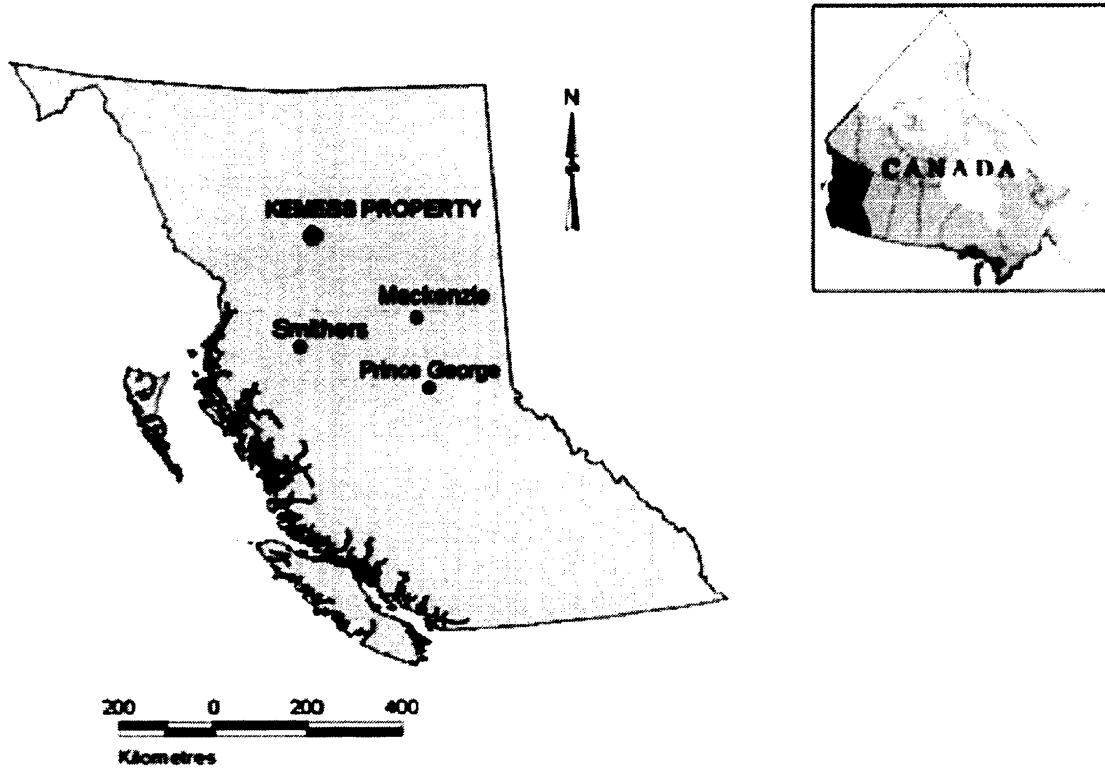 N
CANADA
KEMESS PROPERTY
Mackenzie
Smithers
Prince George
200 0 200 400
Kilometres